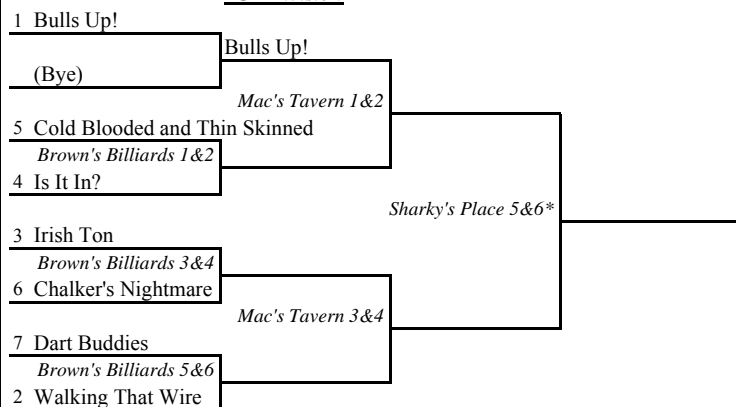 1 Bulls Up!
Bulls Up!
(Bye)
Mac's Tavern 1&2
5 Cold Blooded and Thin Skinned
Brown's Billiards 1&2
4 Is It In?
Sharky's Place 5&6*
3 Irish Ton
Brown's Billiards 3&4
6 Chalker's Nightmare
Mac's Tavern 3&4
7 Dart Buddies
Brown's Billiards 5&6
2 Walking That Wire